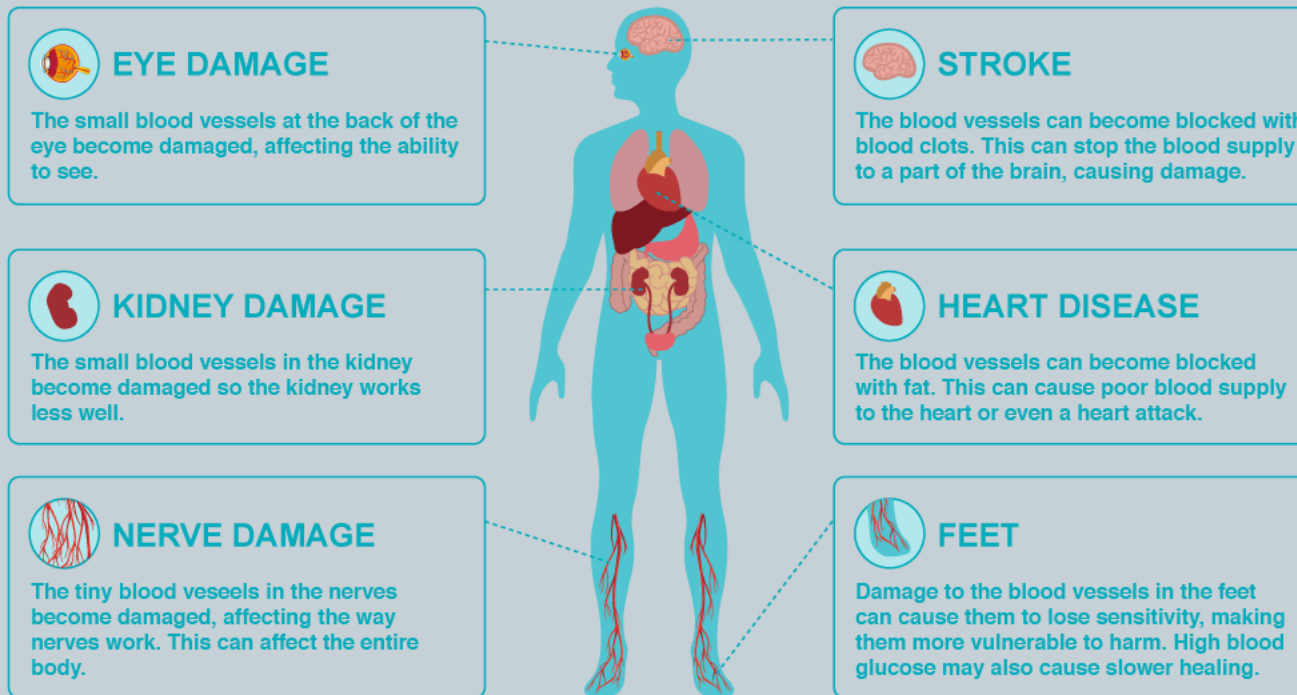 EYE DAMAGE
The small blood vessels at the back of the
eye become damaged, affecting the ability
to see.
STROKE
The blood vessels can become blocked with
blood clots. This can stop the blood supply
to a part of the brain, causing damage.
KIDNEY DAMAGE
The small blood vessels in the kidney
become damaged so the kidney works
less well.
HEART DISEASE
The blood vessels can become blocked
with fat. This can cause poor blood supply
to the heart or even a heart attack.
NERVE DAMAGE
The tiny blood veseels in the nerves
become damaged, affecting the way
nerves work. This can affect the entire
body.
FEET
Damage to the blood vessels in the feet
can cause them to lose sensitivity, making
them more vulnerable to harm. High blood
glucose may also cause slower healing.